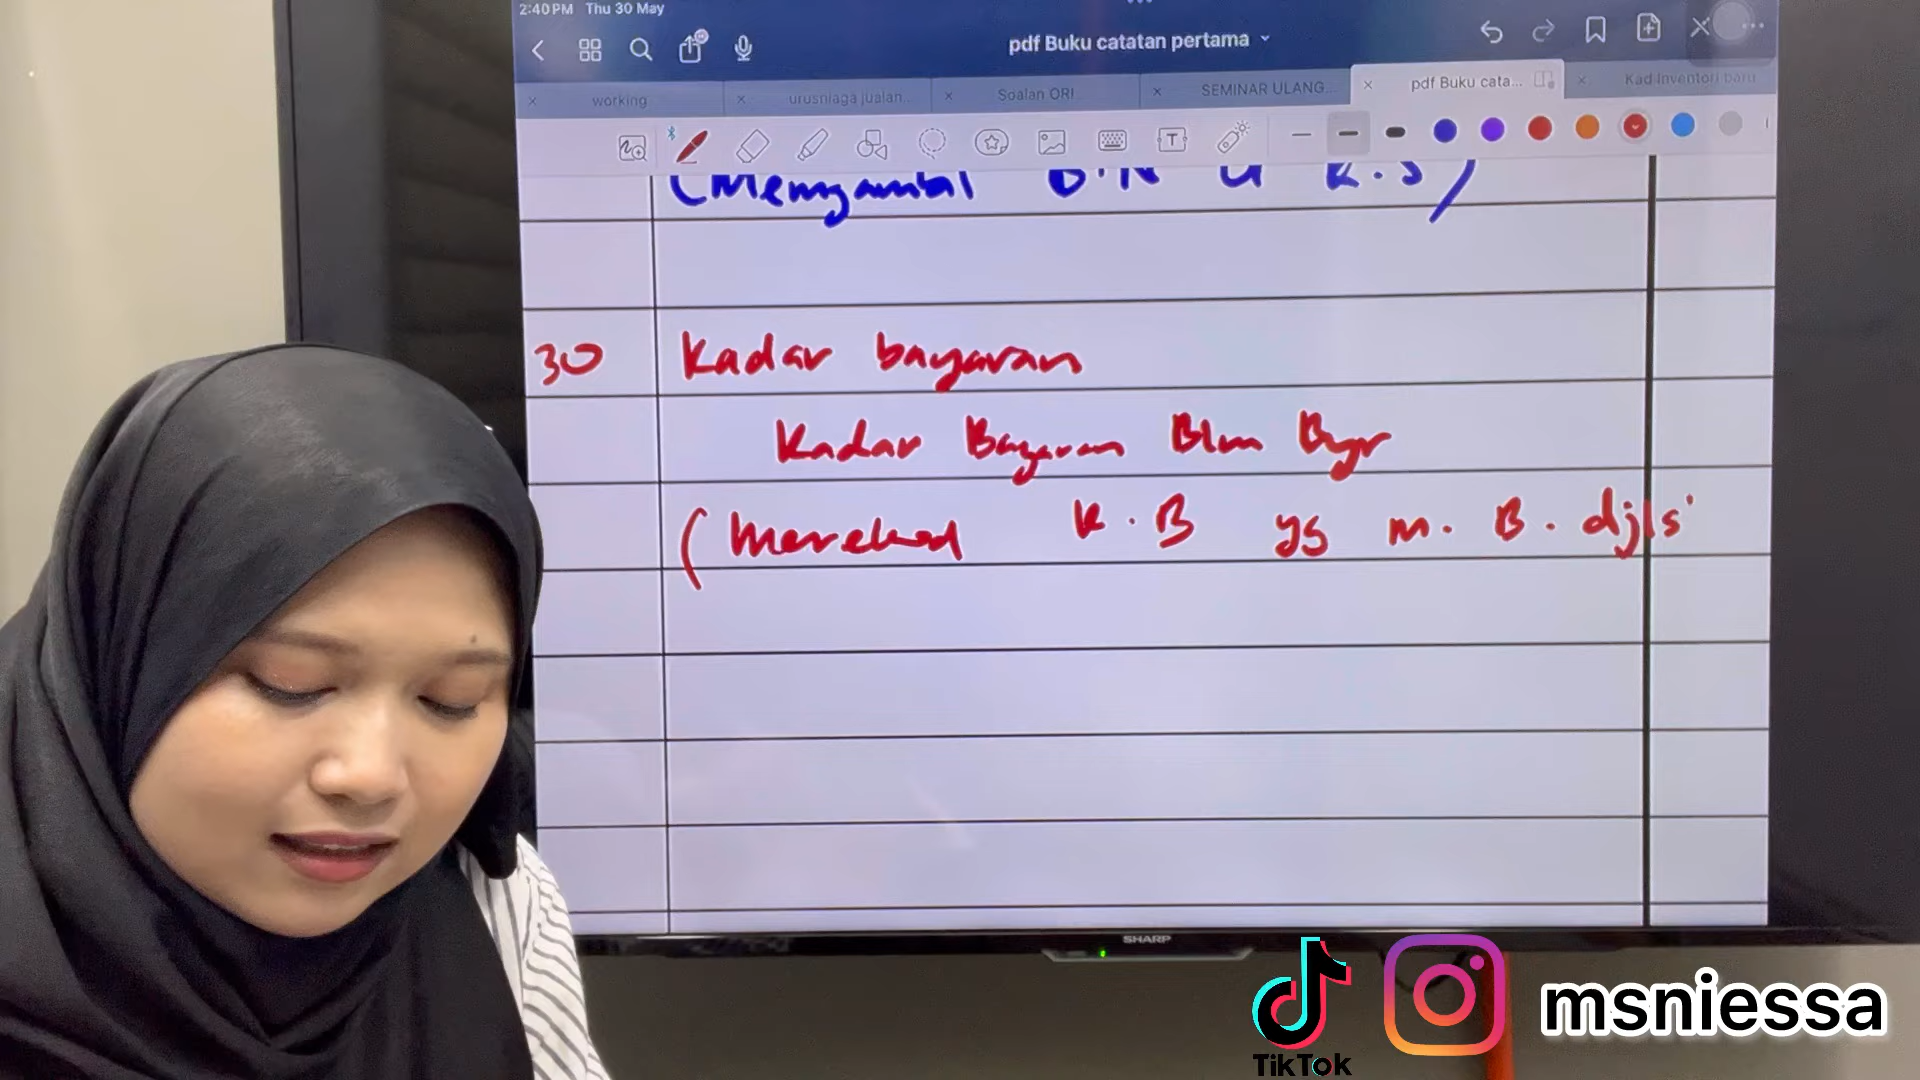 2:40 PM Thu 30 May
pdf Buku catatan pertama
working
urusniaga jualan...
Soalan ORI
SEMINAR ULANG...
pdf Buku cata...
Kad inventori baru
T
(Mengambil B.N u K.S)
30 Kadar bayaran
Kadar Bayaran Blm Byr
(Merekod K.B yg m. B. djls
SHARP
TikTok
msniessa